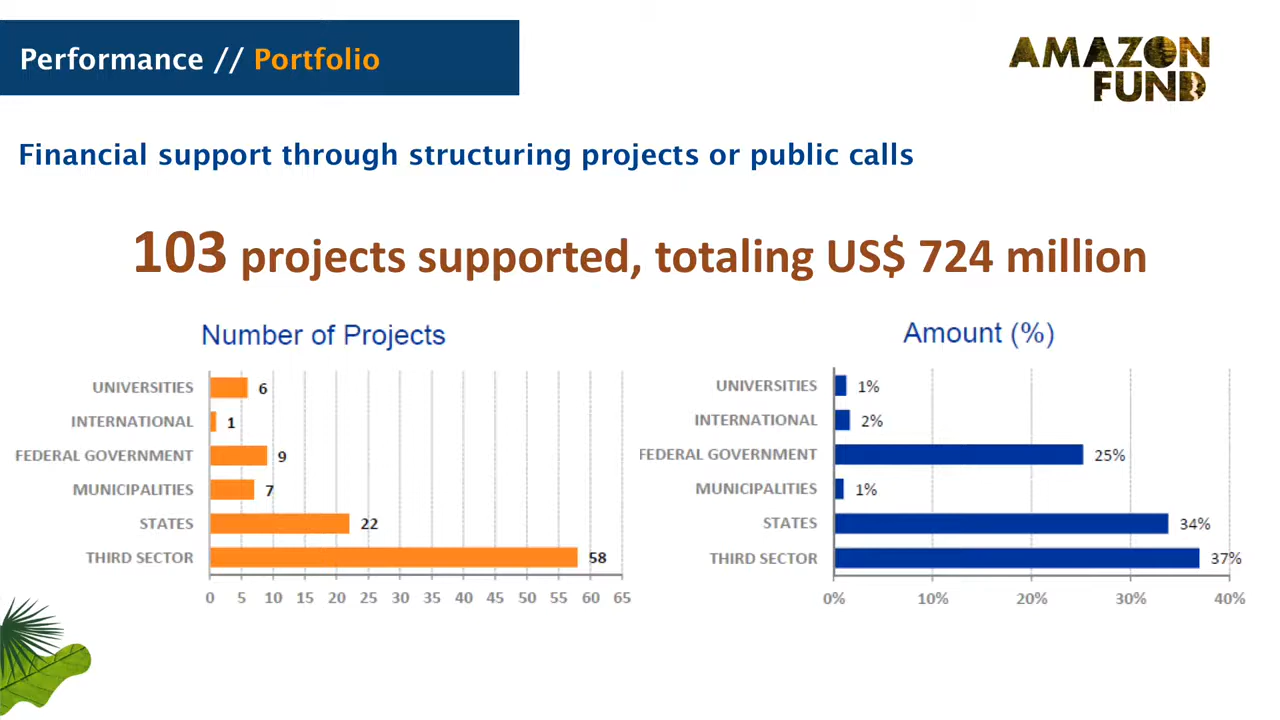 Performance // Portfolio
AMAZON
FUND
Financial support through structuring projects or public calls
103 projects supported, totaling US$ 724 million
Number of Projects
UNIVERSITIES 6
INTERNATIONAL 1
FEDERAL GOVERNMENT 9
MUNICIPALITIES 7
STATES 22
THIRD SECTOR 58
0 5 10 15 20 25 30 35 40 45 50 55 60 65
Amount (%)
UNIVERSITIES 1%
INTERNATIONAL 2%
FEDERAL GOVERNMENT 25%
MUNICIPALITIES 1%
STATES 34%
THIRD SECTOR 37%
0% 10% 20% 30% 40%